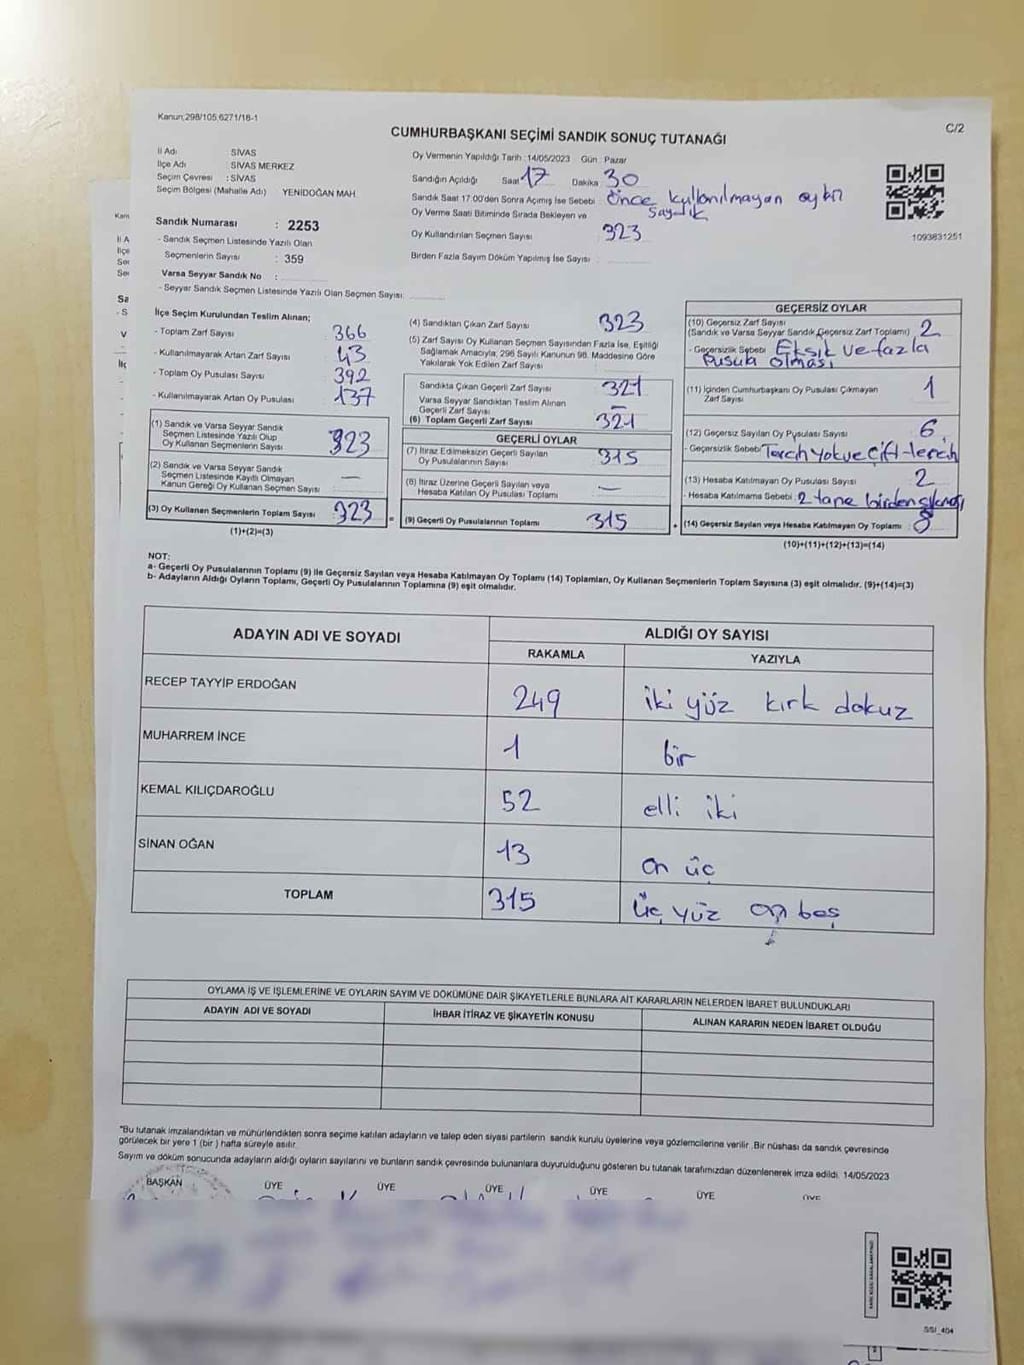 Kanun;298/105,6271/18-1
C/2
CUMHURBAŞKANI SEÇİMİ SANDIK SONUÇ TUTANAĞI
İl Adı : SİVAS
İlçe Adı : SİVAS MERKEZ
Seçim Çevresi : SİVAS
Seçim Bölgesi (Mahalle Adı) YENİDOĞAN MAH.
Sandık Numarası : 2253
- Sandık Seçmen Listesinde Yazılı Olan
Seçmenlerin Sayısı : 359
Varsa Seyyar Sandık No :
- Seyyar Sandık Seçmen Listesinde Yazılı Olan Seçmen Sayısı:
Oy Vermenin Yapıldığı Tarih :14/05/2023 Gün : Pazar
Sandığın Açıldığı Saat 17 Dakika 30
Sandık Saat 17:00'den Sonra Açımış İse Sebebi : Önce kullanılmayan oyları
saydık
Oy Verme Saati Bitiminde Sırada Bekleyen ve
Oy Kullandırılan Seçmen Sayısı 323
Birden Fazla Sayım Döküm Yapılmış İse Sayısı :
1093831251
İlçe Seçim Kurulundan Teslim Alınan;
- Toplam Zarf Sayısı 366
- Kullanılmayarak Artan Zarf Sayısı 43
- Toplam Oy Pusulası Sayısı 392
- Kullanılmayarak Artan Oy Pusulası 137
(1) Sandık ve Varsa Seyyar Sandık
Seçmen Listesinde Yazılı Olup
Oy Kullanan Seçmenlerin Sayısı 323
(2) Sandık ve Varsa Seyyar Sandık
Seçmen Listesinde Kayıtlı Olmayan
Kanun Gereği Oy Kullanan Seçmen Sayısı —
(3) Oy Kullanan Seçmenlerin Toplam Sayısı : 323
(1)+(2)=(3)
(4) Sandıktan Çıkan Zarf Sayısı 323
(5) Zarf Sayısı Oy Kullanan Seçmen Sayısından Fazla İse, Eşitliği
Sağlamak Amacıyla, 298 Sayılı Kanunun 98. Maddesine Göre
Yakılarak Yok Edilen Zarf Sayısı :
Sandıkta Çıkan Geçerli Zarf Sayısı 321
Varsa Seyyar Sandıktan Teslim Alınan
Geçerli Zarf Sayısı —
(6) Toplam Geçerli Zarf Sayısı 321
GEÇERLİ OYLAR
(7) İtiraz Edilmeksizin Geçerli Sayılan
Oy Pusulalarının Sayısı 315
(8) İtiraz Üzerine Geçerli Sayılan veya
Hesaba Katılan Oy Pusulası Toplamı —
= (9) Geçerli Oy Pusulalarının Toplamı 315
GEÇERSİZ OYLAR
(10) Geçersiz Zarf Sayısı
(Sandık ve Varsa Seyyar Sandık Geçersiz Zarf Toplamı) 2
- Geçersizlik Sebebi Eksik ve fazla
pusula olması
(11) İçinden Cumhurbaşkanı Oy Pusulası Çıkmayan
Zarf Sayısı 1
(12) Geçersiz Sayılan Oy Pusulası Sayısı 6
- Geçersizlik Sebebi
(13) Hesaba Katılmayan Oy Pusulası Sayısı 2
- Hesaba Katılmama Sebebi : 2 tane birden
+ (14) Geçersiz Sayılan veya Hesaba Katılmayan Oy Toplamı : 8
(10)+(11)+(12)+(13)=(14)
NOT:
a- Geçerli Oy Pusulalarının Toplamı (9) İle Geçersiz Sayılan veya Hesaba Katılmayan Oy Toplamı (14) Toplamları, Oy Kullanan Seçmenlerin Toplam Sayısına (3) eşit olmalıdır. (9)+(14)=(3)
b- Adayların Aldığı Oyların Toplamı, Geçerli Oy Pusulalarının Toplamına (9) eşit olmalıdır.
ADAYIN ADI VE SOYADI ALDIĞI OY SAYISI
RAKAMLA YAZIYLA
RECEP TAYYİP ERDOĞAN 249 iki yüz kırk dokuz
MUHARREM İNCE 1 bir
KEMAL KILIÇDAROĞLU 52 elli iki
SİNAN OĞAN 13 on üç
TOPLAM 315 üç yüz on beş
OYLAMA İŞ VE İŞLEMLERİNE VE OYLARIN SAYIM VE DÖKÜMÜNE DAİR ŞİKAYETLERLE BUNLARA AİT KARARLARIN NELERDEN İBARET BULUNDUKLARI
ADAYIN ADI VE SOYADI İHBAR İTİRAZ VE ŞİKAYETİN KONUSU ALINAN KARARIN NEDEN İBARET OLDUĞU
"Bu tutanak imzalandıktan ve mühürlendikten sonra seçime katılan adayların ve talep eden siyasi partilerin sandık kurulu üyelerine veya gözlemcilerine verilir .Bir nüshası da sandık çevresinde
görülecek bir yere 1 (bir ) hafta süreyle asılır.
Sayım ve döküm sonucunda adayların aldığı oyların sayılarını ve bunların sandık çevresinde bulunanlara duyurulduğunu gösteren bu tutanak tarafımızdan düzenlenerek imza edildi. 14/05/2023
BAŞKAN ÜYE ÜYE ÜYE ÜYE ÜYE ÜYE
SSI_404